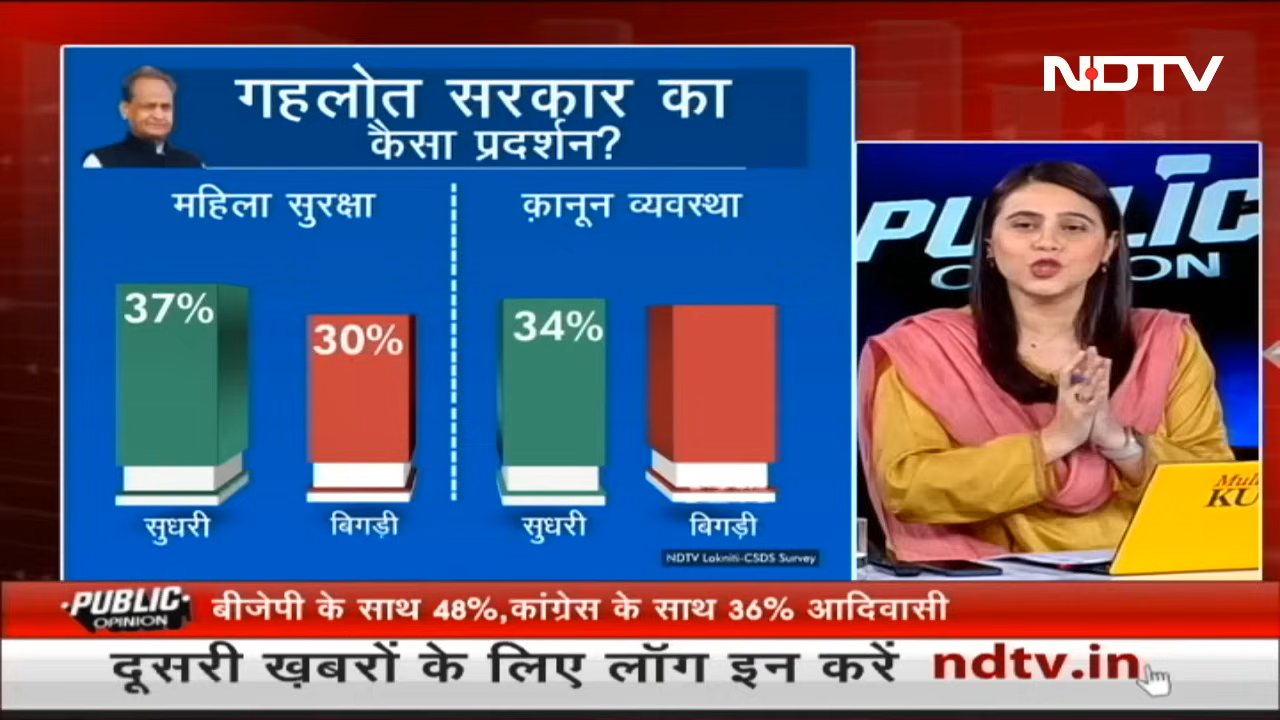 NDTV
गहलोत सरकार का
कैसा प्रदर्शन?
महिला सुरक्षा
क़ानून व्यवस्था
37%
30%
34%
सुधरी
बिगड़ी
सुधरी
बिगड़ी
NDTV Lokniti-CSDS Survey
PUBLIC
OPINION
KU
PUBLIC
OPINION
बीजेपी के साथ 48%,कांग्रेस के साथ 36% आदिवासी
दूसरी ख़बरों के लिए लॉग इन करें ndtv.in